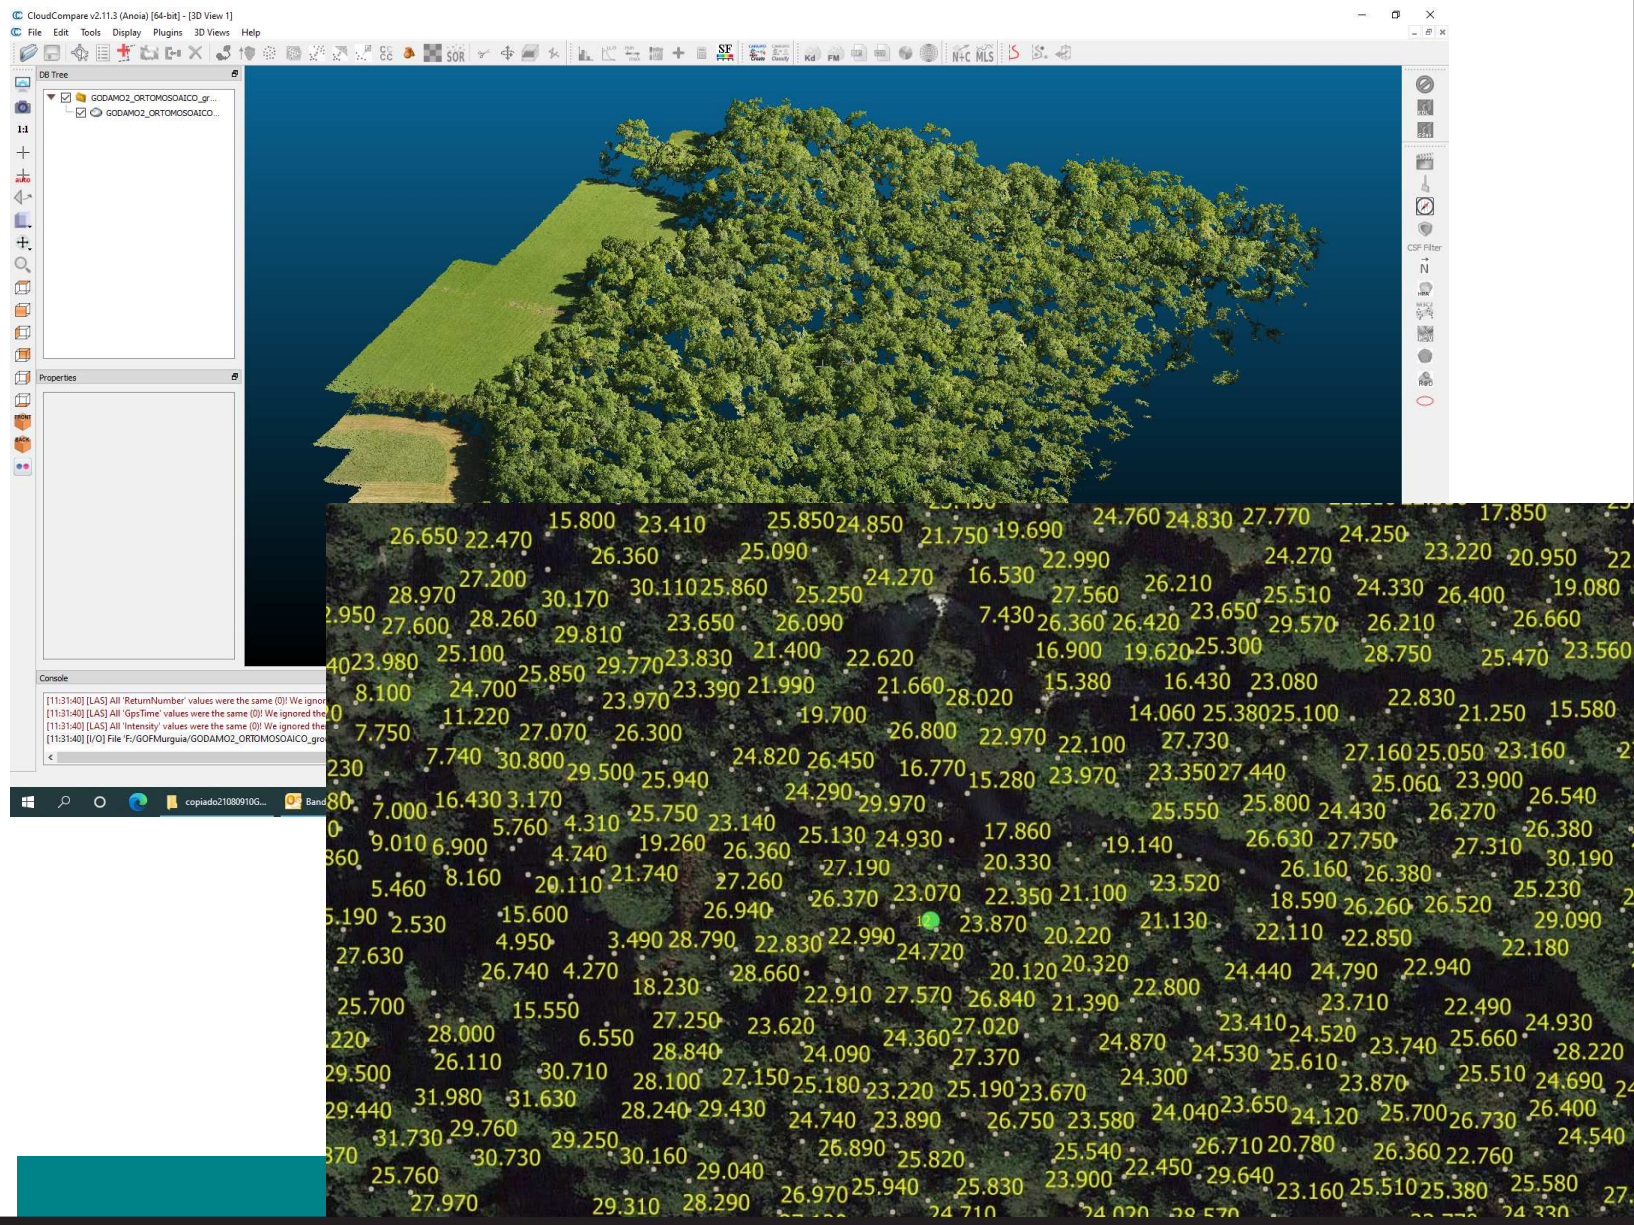 CloudCompare v2.11.3 (Anoia) [64-bit] - [3D View 1]
File Edit Tools Display Plugins 3D Views Help
SOR SF Kd FM N+C MLS
DB Tree
GODAMO2_ORTOMOSOAICO_gr...
GODAMO2_ORTOMOSOAICO...
1:1
auto
CSF Filter
N
Properties
FRONT
BACK
Console
[11:31:40] [LAS] All 'ReturnNumber' values were the same (0)! We ignor
[11:31:40] [LAS] All 'GpsTime' values were the same (0)! We ignored the
[11:31:40] [LAS] All 'Intensity' values were the same (0)! We ignored the
[11:31:40] [I/O] File 'F:/GOFMurguia/GODAMO2_ORTOMOSOAICO_grou
copiado21080910G... Band
26.650 22.470 15.800 23.410 25.850 24.850 21.750 19.690 24.760 24.830 27.770 24.250 17.850
26.360 25.090 22.990 24.270 23.220 20.950
28.970 27.200 30.170 30.110 25.860 25.250 24.270 16.530 27.560 26.210 25.510 24.330 26.400 19.080
27.600 28.260 29.810 23.650 26.090 7.430 26.360 26.420 23.650 29.570 26.210 26.660
23.980 25.100 25.850 29.770 23.830 21.400 22.620 16.900 19.620 25.300 28.750 25.470 23.560
8.100 24.700 23.970 23.390 21.990 21.660 28.020 15.380 16.430 23.080 22.830
11.220 19.700 14.060 25.380 25.100 21.250 15.580
7.750 27.070 26.300 26.800 22.970 22.100 27.730
7.740 30.800 29.500 25.940 24.820 26.450 16.770 15.280 23.970 23.350 27.440 27.160 25.050 23.160
7.000 16.430 3.170 25.750 24.290 29.970 25.550 25.800 24.430 25.060 23.900 26.270 26.540
9.010 6.900 5.760 4.310 19.260 23.140 25.130 24.930 17.860 19.140 26.630 27.750 27.310 26.380
4.740 26.360 27.190 20.330 30.190
5.460 8.160 20.110 21.740 27.260 26.370 23.070 22.350 21.100 23.520 26.160 26.380 25.230
2.530 15.600 26.940 12 23.870 21.130 18.590 26.260 26.520 29.090
27.630 4.950 3.490 28.790 22.830 22.990 24.720 20.220 22.110 22.850 22.180
26.740 4.270 18.230 28.660 20.120 20.320 22.800 24.440 24.790 22.940
25.700 15.550 22.910 27.570 26.840 21.390 23.710 22.490
28.000 6.550 27.250 23.620 24.360 27.020 24.870 23.410 24.520 23.740 25.660 24.930
26.110 28.840 24.090 27.370 24.530 25.610 28.220
29.500 30.710 28.100 27.150 25.180 23.220 25.190 23.670 24.300 23.870 25.510 24.690
29.440 31.980 31.630 28.240 29.430 24.740 23.890 26.750 23.580 24.040 23.650 24.120 25.700 26.730 26.400
31.730 29.760 29.250 26.890 25.540 26.710 20.780 26.360 22.760 24.540
25.760 30.730 30.160 29.040 25.820 23.900 22.450 29.640
27.970 29.310 28.290 26.970 25.940 25.830 23.160 25.510 25.380 25.580
24.710 24.020 28.570 24.330